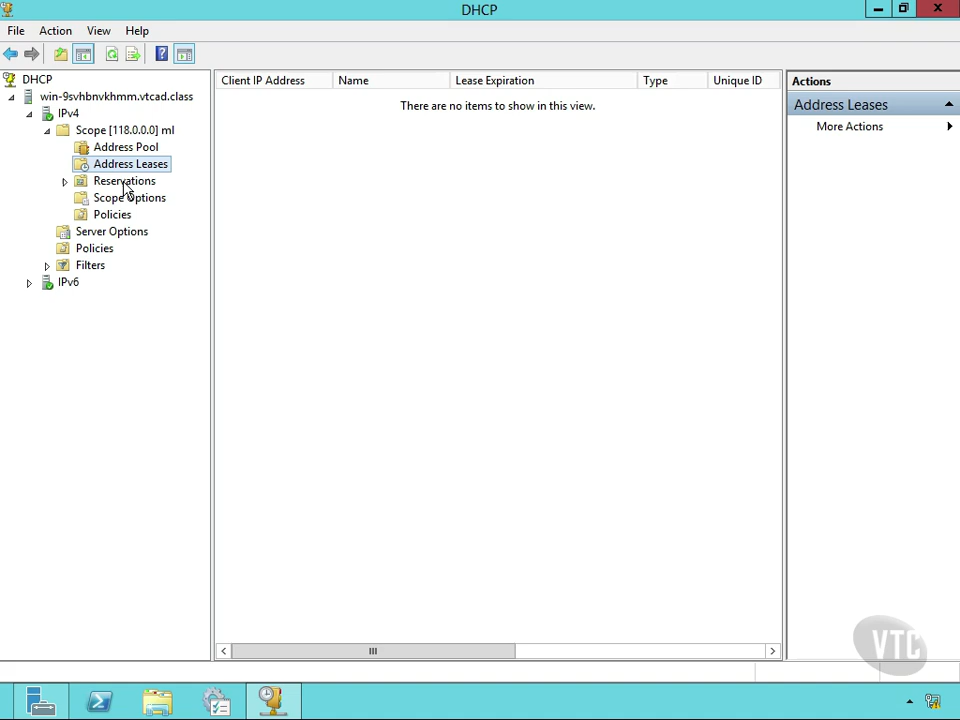 DHCP
File Action View Help
DHCP
win-9svhbnvkhmm.vtcad.class
IPv4
Scope [118.0.0.0] ml
Address Pool
Address Leases
Reservations
Scope Options
Policies
Server Options
Policies
Filters
IPv6
Client IP Address Name Lease Expiration Type Unique ID
There are no items to show in this view.
Actions
Address Leases
More Actions
VTC